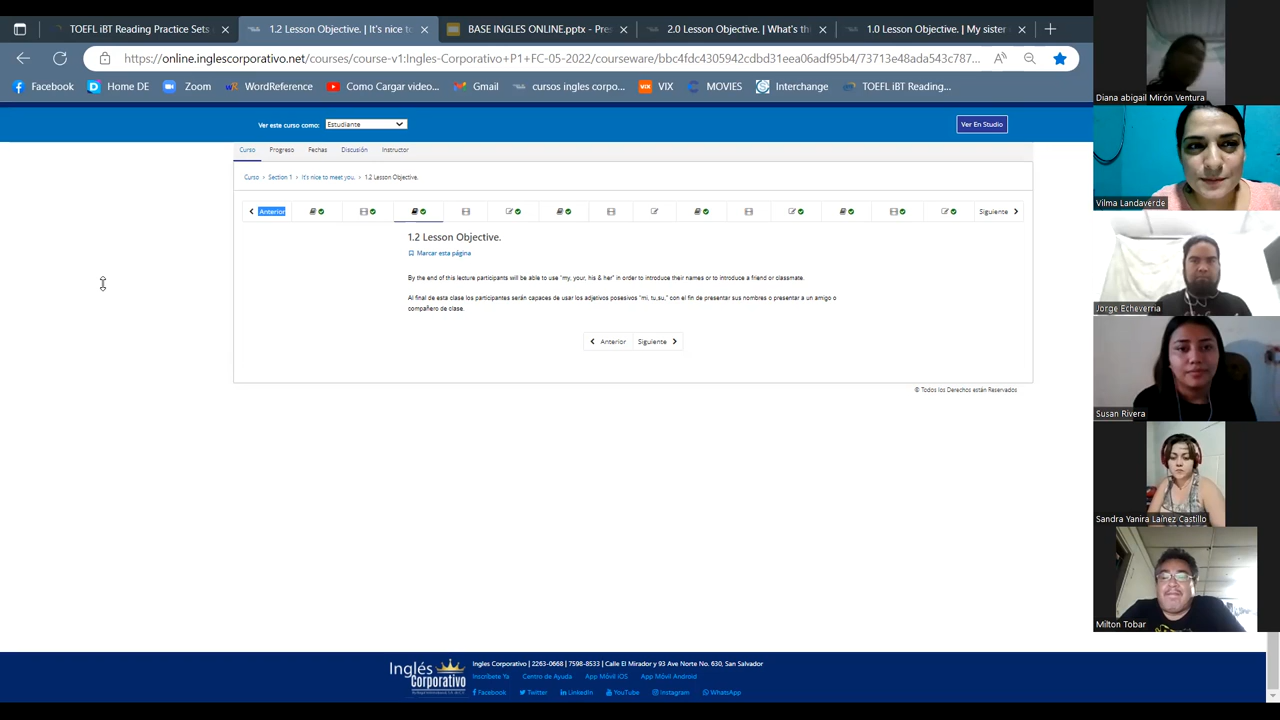 TOEFL iBT Reading Practice Sets
1.2 Lesson Objective. | It's nice to
BASE INGLES ONLINE.pptx - Pres
2.0 Lesson Objective. | What's th
1.0 Lesson Objective. | My sister
https://online.inglescorporativo.net/courses/course-v1:Ingles-Corporativo+P1+FC-05-2022/courseware/bbc4fdc4305942cdbd31eea06adf95b4/73713e48ada543c787...
Facebook
Home DE
Zoom
WordReference
Como Cargar video...
Gmail
cursos ingles corpo...
VIX
MOVIES
Interchange
TOEFL iBT Reading...
Ver este curso como: Estudiante
Ver En Studio
Curso Progreso Fechas Discusión Instructor
Curso > Section 1 > It's nice to meet you. > 1.2 Lesson Objective.
Anterior
Siguiente
1.2 Lesson Objective.
Marcar esta página
By the end of this lecture participants will be able to use "my, your, his & her" in order to introduce their names or to introduce a friend or classmate.
Al final de esta clase los participantes serán capaces de usar los adjetivos posesivos "mi, tu,su," con el fin de presentar sus nombres o presentar a un amigo o
compañero de clase.
Anterior Siguiente
© Todos los Derechos están Reservados
Inglés
Corporativo
Ingles Corporativo | 2263-0668 | 7598-8533 | Calle El Mirador y 93 Ave Norte No. 630, San Salvador
Inscríbete Ya Centro de Ayuda App Móvil iOS App Móvil Android
Facebook Twitter LinkedIn YouTube Instagram WhatsApp
Diana abigail Mirón Ventura
Vilma Landaverde
Jorge Echeverria
Susan Rivera
Sandra Yanira Laínez Castillo
Milton Tobar